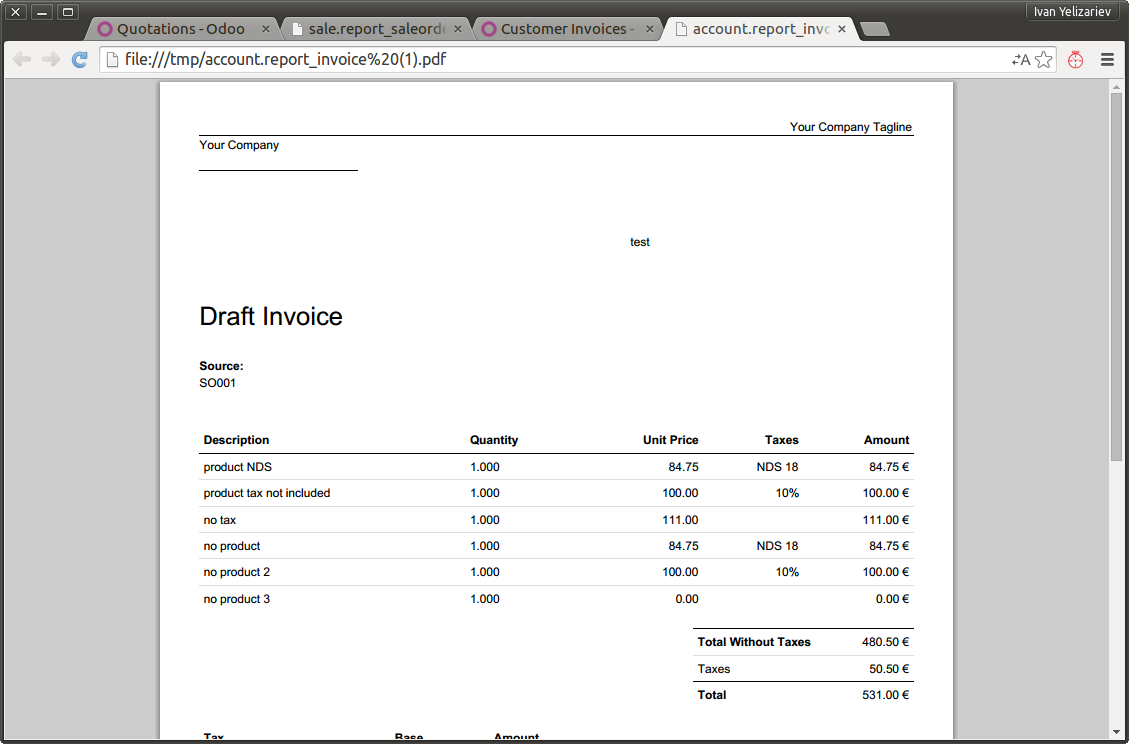 Ivan Yelizariev
Quotations - Odoo × sale.report_saleorde × Customer Invoices - × account.report_invo ×
file:///tmp/account.report_invoice%20(1).pdf
Your Company Tagline
Your Company
test
Draft Invoice
Source:
SO001
Description Quantity Unit Price Taxes Amount
product NDS 1.000 84.75 NDS 18 84.75 €
product tax not included 1.000 100.00 10% 100.00 €
no tax 1.000 111.00 111.00 €
no product 1.000 84.75 NDS 18 84.75 €
no product 2 1.000 100.00 10% 100.00 €
no product 3 1.000 0.00 0.00 €
Total Without Taxes 480.50 €
Taxes 50.50 €
Total 531.00 €
Tax Base Amount